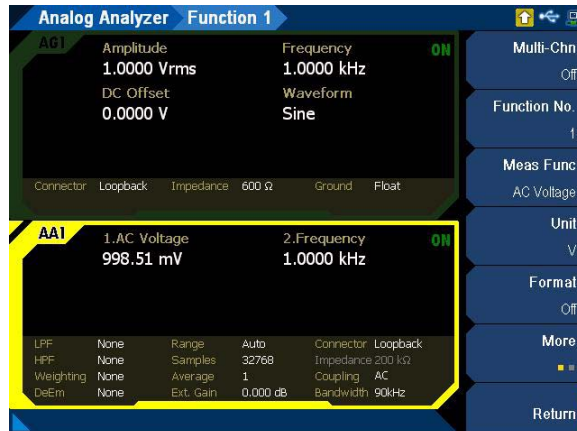 Analog Analyzer Function 1
AG1
Amplitude Frequency ON
1.0000 Vrms 1.0000 kHz
DC Offset Waveform
0.0000 V Sine
Connector Loopback Impedance 600 Ω Ground Float
AA1
1.AC Voltage 2.Frequency ON
998.51 mV 1.0000 kHz
LPF None Range Auto Connector Loopback
HPF None Samples 32768 Impedance 200 kΩ
Weighting None Average 1 Coupling AC
DeEm None Ext. Gain 0.000 dB Bandwidth 90kHz
Multi-Chn
Off
Function No.
1
Meas Func
AC Voltage
Unit
V
Format
Off
More
Return